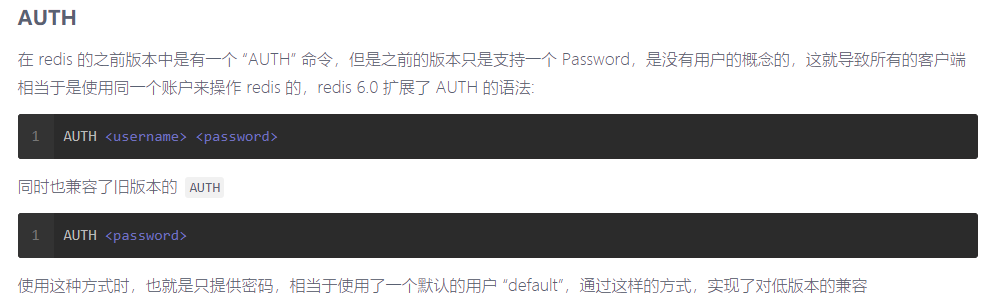 AUTH
在 redis 的之前版本中是有一个 “AUTH” 命令，但是之前的版本只是支持一个 Password，是没有用户的概念的，这就导致所有的客户端
相当于是使用同一个账户来操作 redis 的，redis 6.0 扩展了 AUTH 的语法:
1 AUTH <username> <password>
同时也兼容了旧版本的 AUTH
1 AUTH <password>
使用这种方式时，也就是只提供密码，相当于使用了一个默认的用户 “default”，通过这样的方式，实现了对低版本的兼容